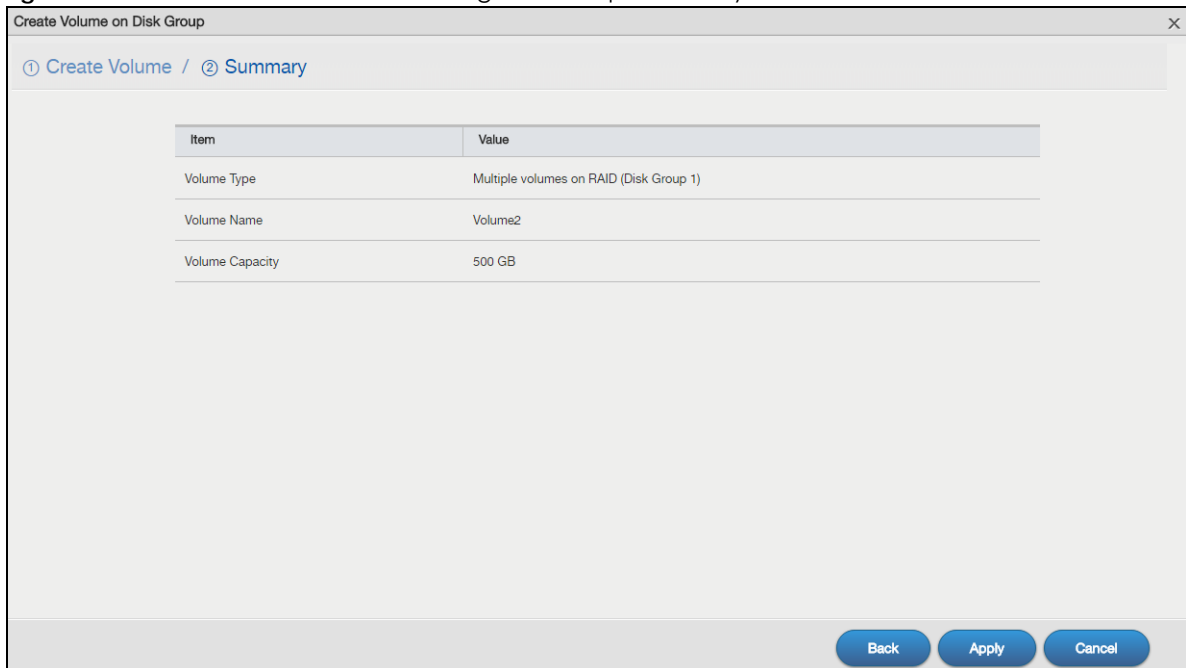 Create Volume on Disk Group
① Create Volume / ② Summary
Item Value
Volume Type Multiple volumes on RAID (Disk Group 1)
Volume Name Volume2
Volume Capacity 500 GB
Back Apply Cancel